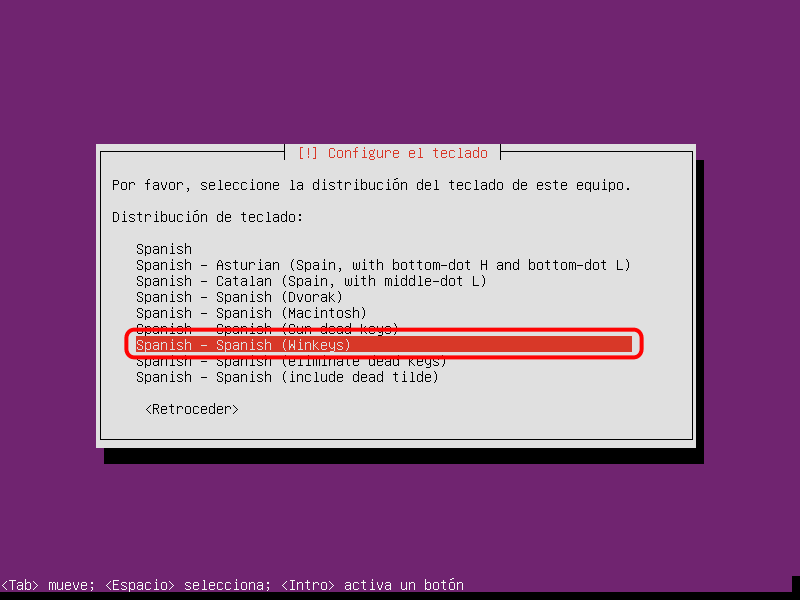 [!] Configure el teclado
Por favor, seleccione la distribución del teclado de este equipo.
Distribución de teclado:
Spanish
Spanish - Asturian (Spain, with bottom-dot H and bottom-dot L)
Spanish - Catalan (Spain, with middle-dot L)
Spanish - Spanish (Dvorak)
Spanish - Spanish (Macintosh)
Spanish - Spanish (Sun dead keys)
Spanish - Spanish (Winkeys)
Spanish - Spanish (eliminate dead keys)
Spanish - Spanish (include dead tilde)
<Retroceder>
<Tab> mueve; <Espacio> selecciona; <Intro> activa un botón